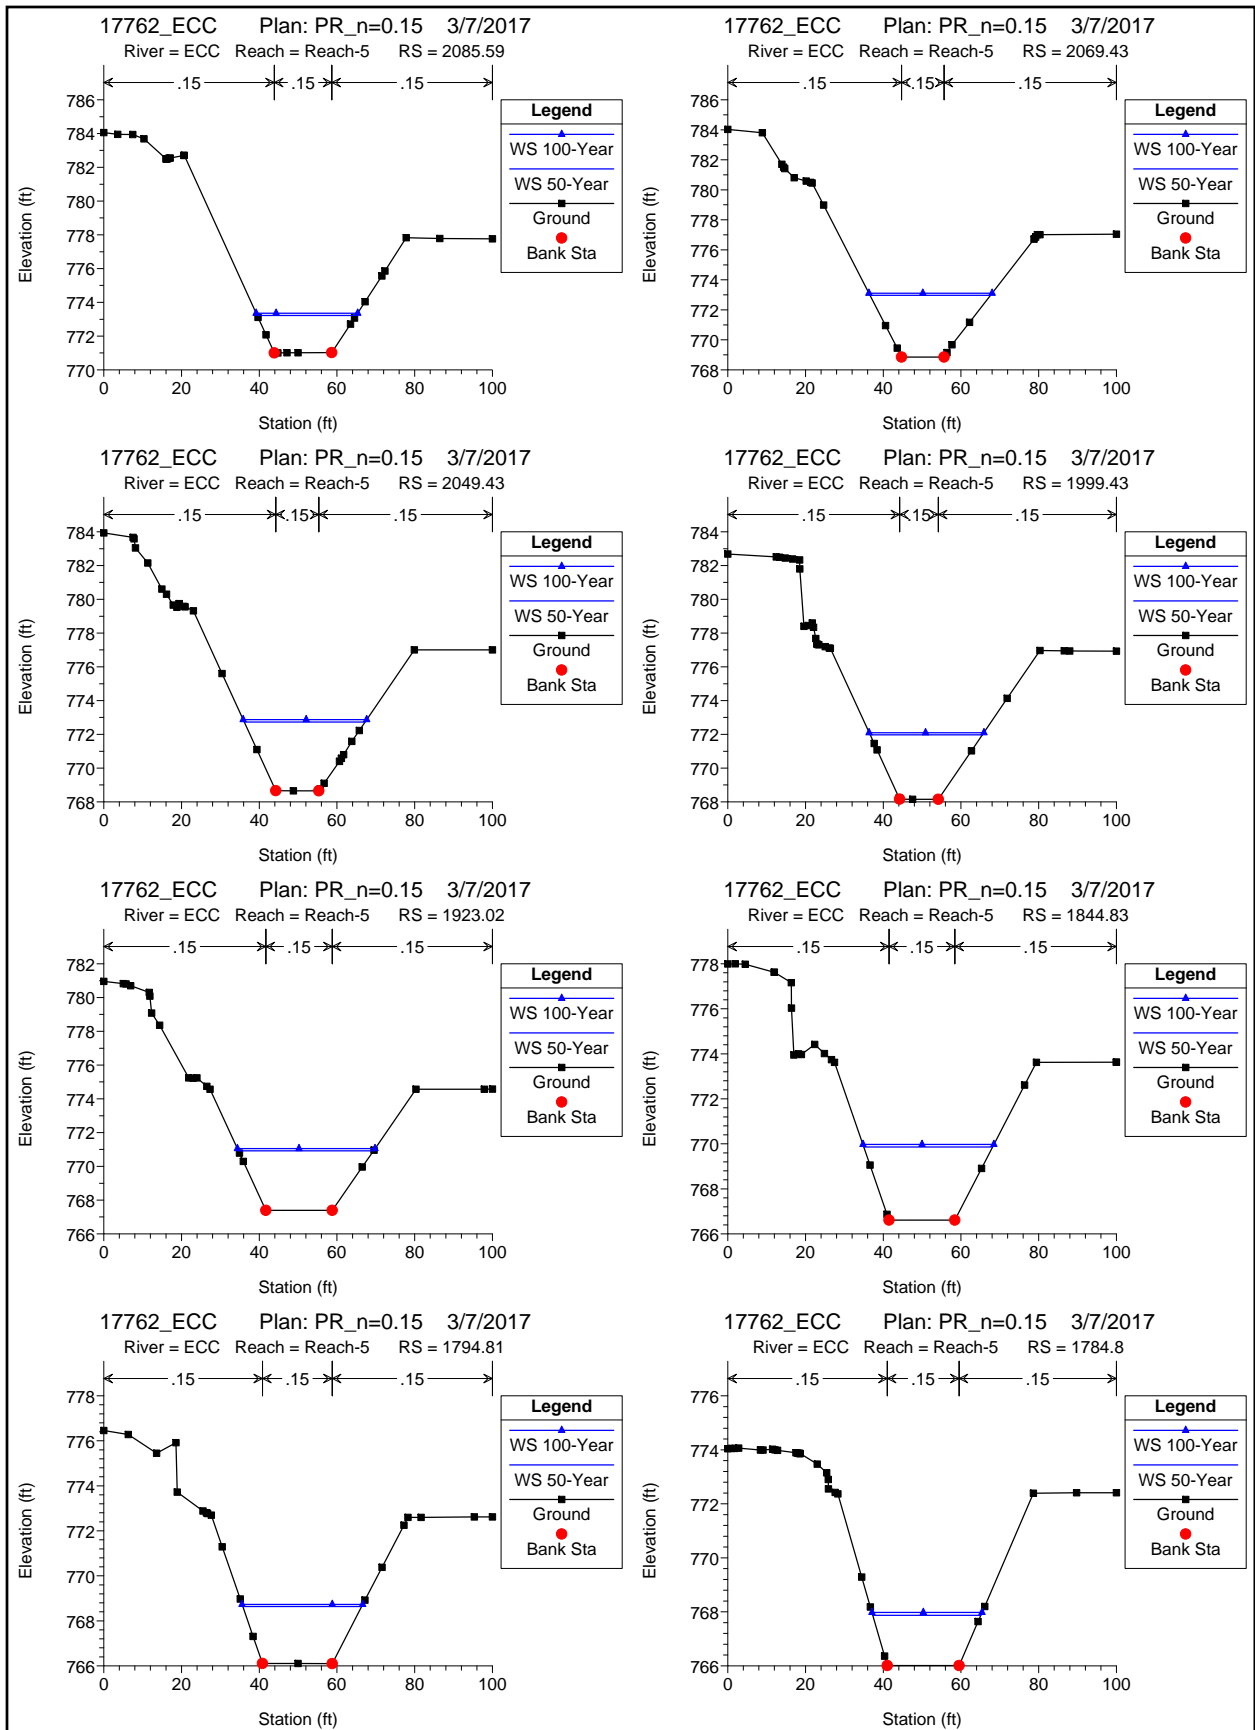 17762_ECC Plan: PR_n=0.15 3/7/2017
River = ECC Reach = Reach-5 RS = 2085.59
.15 .15 .15
786
784
782
780
778
776
774
772
770
0 20 40 60 80 100
Elevation (ft)
Station (ft)
Legend
WS 100-Year
WS 50-Year
Ground
Bank Sta
17762_ECC Plan: PR_n=0.15 3/7/2017
River = ECC Reach = Reach-5 RS = 2069.43
.15 .15 .15
786
784
782
780
778
776
774
772
770
768
0 20 40 60 80 100
Elevation (ft)
Station (ft)
Legend
WS 100-Year
WS 50-Year
Ground
Bank Sta
17762_ECC Plan: PR_n=0.15 3/7/2017
River = ECC Reach = Reach-5 RS = 2049.43
.15 .15 .15
784
782
780
778
776
774
772
770
768
0 20 40 60 80 100
Elevation (ft)
Station (ft)
Legend
WS 100-Year
WS 50-Year
Ground
Bank Sta
17762_ECC Plan: PR_n=0.15 3/7/2017
River = ECC Reach = Reach-5 RS = 1999.43
.15 .15 .15
784
782
780
778
776
774
772
770
768
0 20 40 60 80 100
Elevation (ft)
Station (ft)
Legend
WS 100-Year
WS 50-Year
Ground
Bank Sta
17762_ECC Plan: PR_n=0.15 3/7/2017
River = ECC Reach = Reach-5 RS = 1923.02
.15 .15 .15
782
780
778
776
774
772
770
768
766
0 20 40 60 80 100
Elevation (ft)
Station (ft)
Legend
WS 100-Year
WS 50-Year
Ground
Bank Sta
17762_ECC Plan: PR_n=0.15 3/7/2017
River = ECC Reach = Reach-5 RS = 1844.83
.15 .15 .15
778
776
774
772
770
768
766
0 20 40 60 80 100
Elevation (ft)
Station (ft)
Legend
WS 100-Year
WS 50-Year
Ground
Bank Sta
17762_ECC Plan: PR_n=0.15 3/7/2017
River = ECC Reach = Reach-5 RS = 1794.81
.15 .15 .15
778
776
774
772
770
768
766
0 20 40 60 80 100
Elevation (ft)
Station (ft)
Legend
WS 100-Year
WS 50-Year
Ground
Bank Sta
17762_ECC Plan: PR_n=0.15 3/7/2017
River = ECC Reach = Reach-5 RS = 1784.8
.15 .15 .15
776
774
772
770
768
766
0 20 40 60 80 100
Elevation (ft)
Station (ft)
Legend
WS 100-Year
WS 50-Year
Ground
Bank Sta